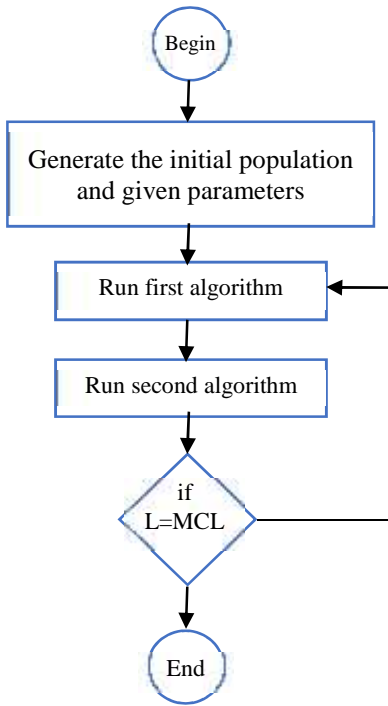 Begin
Generate the initial population
and given parameters
Run first algorithm
Run second algorithm
if
L=MCL
End